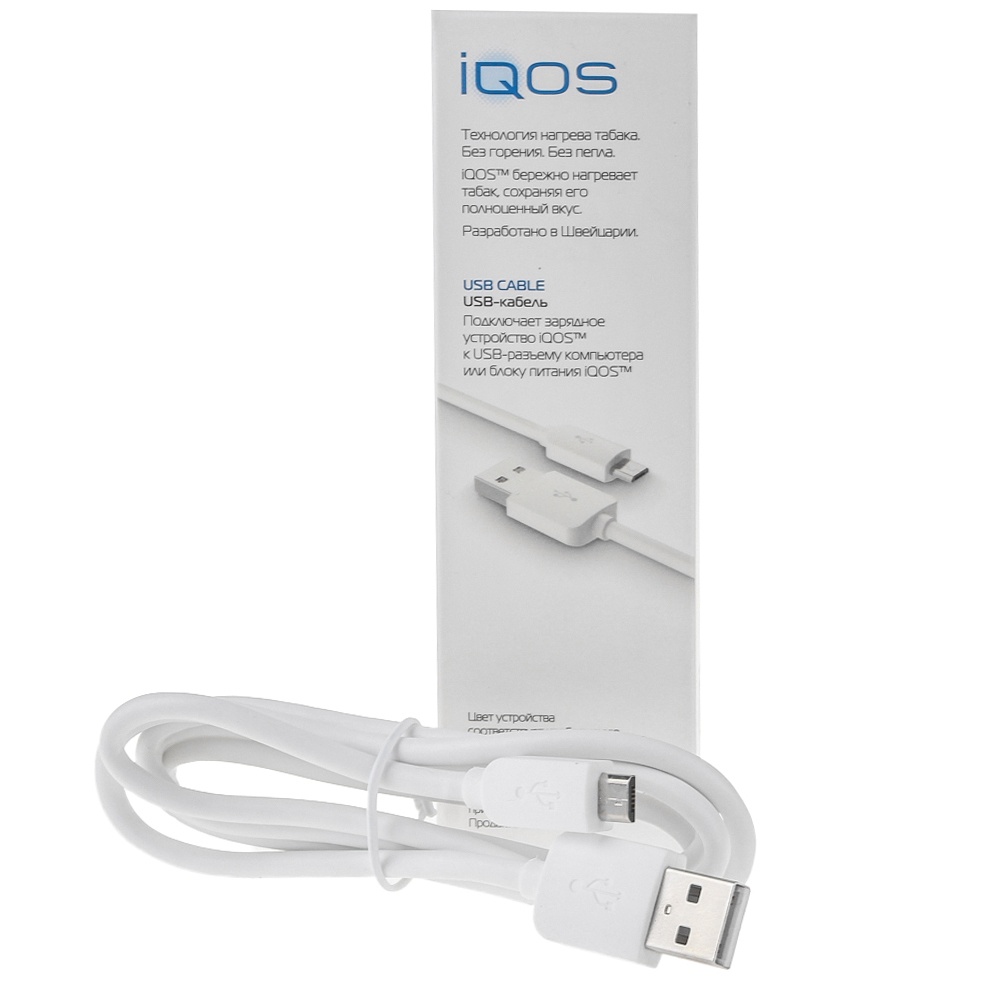 iQOS
Технология нагрева табака.
Без горения. Без пепла.
iQOS™ бережно нагревает
табак, сохраняя его
полноценный вкус.
Разработано в Швейцарии.
USB CABLE
USB-кабель
Подключает зарядное
устройство iQOS™
к USB-разъему компьютера
или блоку питания iQOS™
Цвет устройства